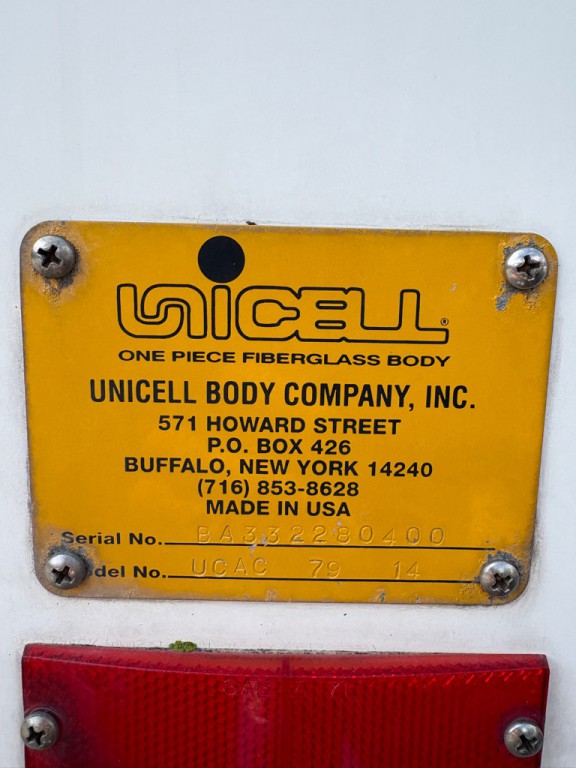 UNICELL®
ONE PIECE FIBERGLASS BODY
UNICELL BODY COMPANY, INC.
571 HOWARD STREET
P.O. BOX 426
BUFFALO, NEW YORK 14240
(716) 853-8628
MADE IN USA
Serial No. BA332280400
Model No. UCAC 79 14